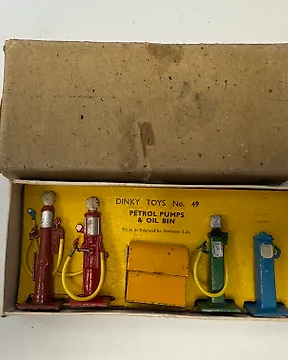 DINKY TOYS No. 49
PETROL PUMPS
& OIL BIN
Made in England by Meccano Ltd.